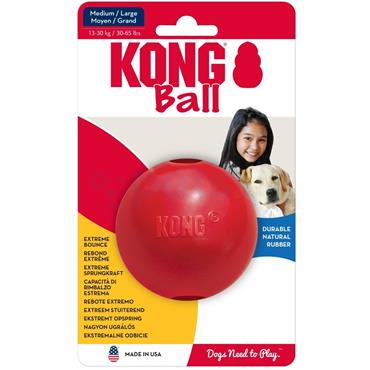 Medium / Large
Moyen / Grand
13-30 kg / 30-65 lbs
KONG
Ball
KONG
DURABLE
NATURAL
RUBBER
EXTREME
BOUNCE
REBOND
EXTRÊME
EXTREME
SPRUNGKRAFT
CAPACITÀ DI
RIMBALZO
ESTREMA
REBOTE EXTREMO
EXTREEM STUITEREND
EKSTREMT OPSPRING
NAGYON UGRÁLÓS
EKSTREMALNE ODBICIE
MADE IN USA
Dogs Need to Play.